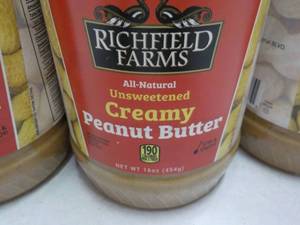 RICHFIELD
FARMS
All-Natural
Unsweetened
Creamy
Peanut Butter
190
NET WT 16oz (454g)